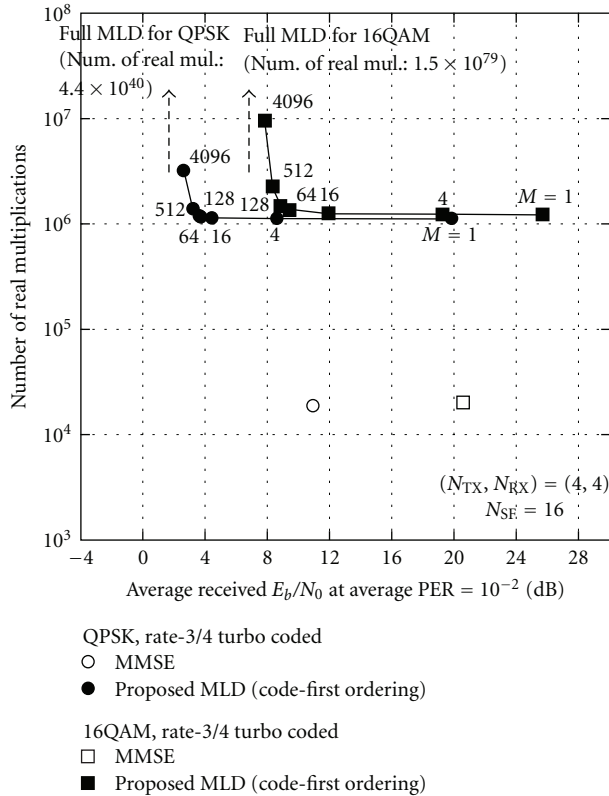 10^8
Full MLD for QPSK
(Num. of real mul.:
4.4 × 10^40)
Full MLD for 16QAM
(Num. of real mul.: 1.5 × 10^79)
10^7
4096
4096
512
512
128
128
64
16
64
16
4
4
M = 1
M = 1
10^6
10^5
10^4
10^3
(N_TX, N_RX) = (4, 4)
N_SE = 16
−4
0
4
8
12
16
20
24
28
Number of real multiplications
Average received E_b/N_0 at average PER = 10^−2 (dB)
QPSK, rate-3/4 turbo coded
MMSE
Proposed MLD (code-first ordering)
16QAM, rate-3/4 turbo coded
MMSE
Proposed MLD (code-first ordering)